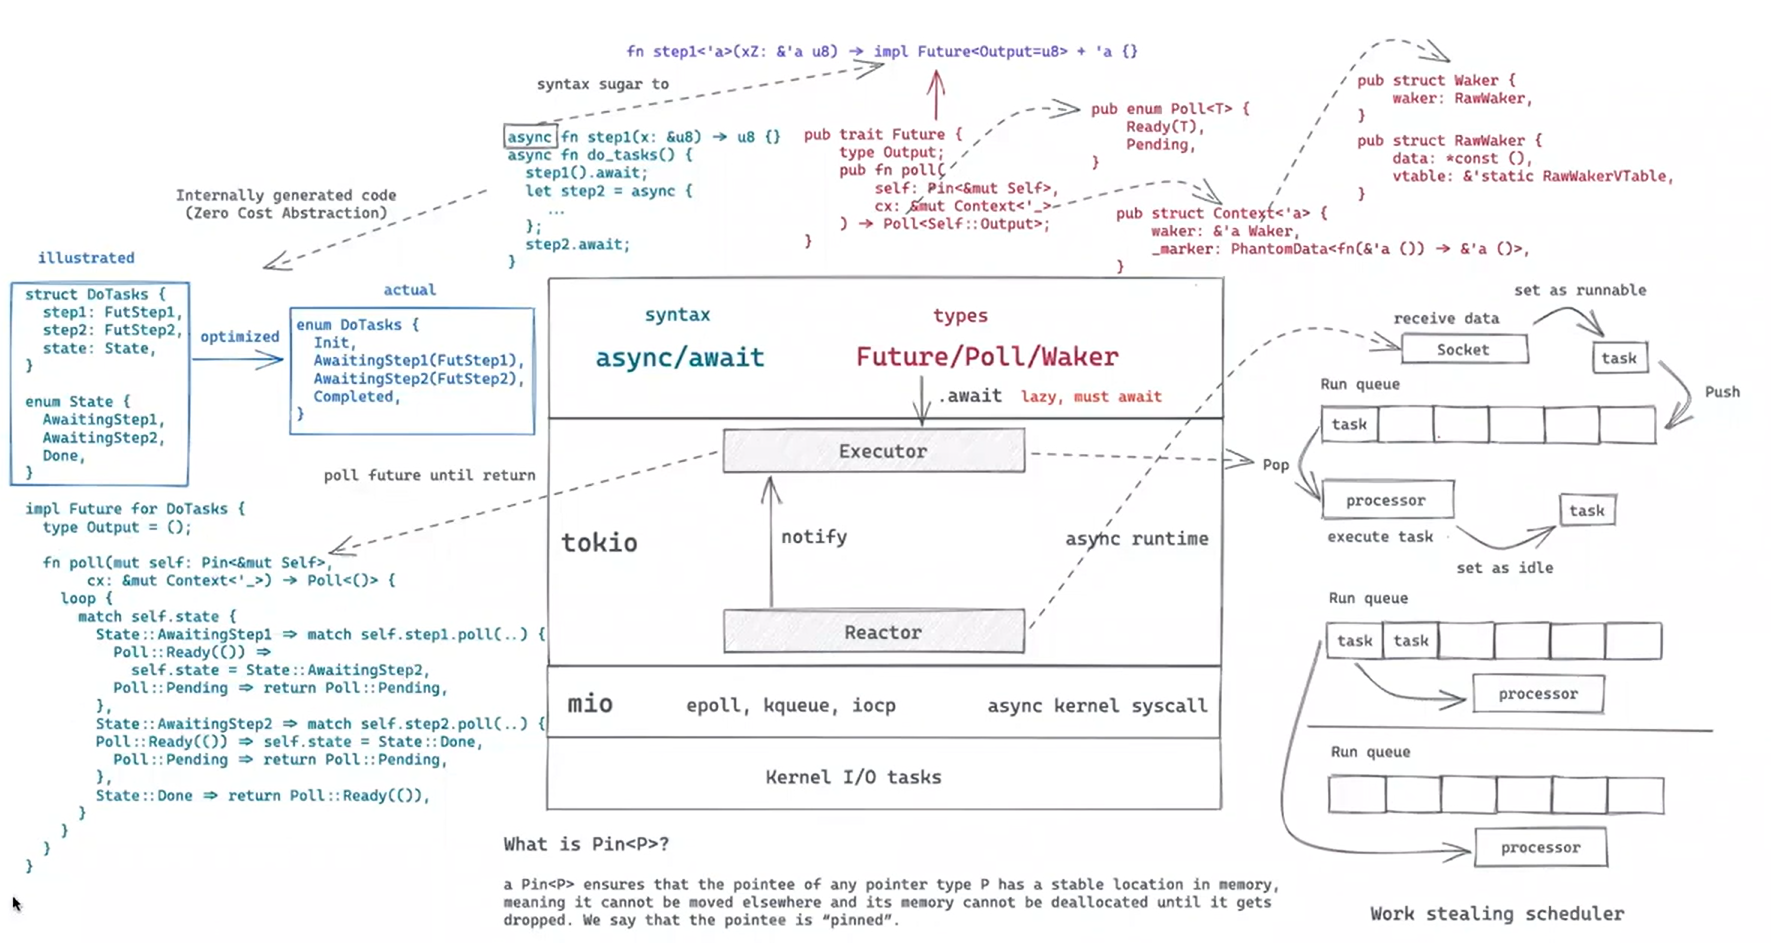 fn step1<'a>(xZ: &'a u8) → impl Future<Output=u8> + 'a {}
syntax sugar to
async fn step1(x: &u8) → u8 {}
async fn do_tasks() {
step1().await;
let step2 = async {
...
};
step2.await;
}
pub trait Future {
type Output;
pub fn poll(
self: Pin<&mut Self>,
cx: &mut Context<'_>
) → Poll<Self::Output>;
}
pub enum Poll<T> {
Ready(T),
Pending,
}
pub struct Waker {
waker: RawWaker,
}
pub struct RawWaker {
data: *const (),
vtable: &'static RawWakerVTable,
}
pub struct Context<'a> {
waker: &'a Waker,
_marker: PhantomData<fn(&'a ()) → &'a ()>,
}
Internally generated code
(Zero Cost Abstraction)
illustrated
struct DoTasks {
step1: FutStep1,
step2: FutStep2,
state: State,
}
enum State {
AwaitingStep1,
AwaitingStep2,
Done,
}
optimized
actual
enum DoTasks {
Init,
AwaitingStep1(FutStep1),
AwaitingStep2(FutStep2),
Completed,
}
poll future until return
impl Future for DoTasks {
type Output = ();
fn poll(mut self: Pin<&mut Self>,
cx: &mut Context<'_>) → Poll<()> {
loop {
match self.state {
State::AwaitingStep1 ⇒ match self.step1.poll(..) {
Poll::Ready(()) ⇒
self.state = State::AwaitingStep2,
Poll::Pending ⇒ return Poll::Pending,
},
State::AwaitingStep2 ⇒ match self.step2.poll(..) {
Poll::Ready(()) ⇒ self.state = State::Done,
Poll::Pending ⇒ return Poll::Pending,
},
State::Done ⇒ return Poll::Ready(()),
}
}
}
}
syntax
async/await
types
Future/Poll/Waker
.await lazy, must await
Executor
notify
tokio
async runtime
Reactor
mio
epoll, kqueue, iocp
async kernel syscall
Kernel I/O tasks
What is Pin<P>?
a Pin<P> ensures that the pointee of any pointer type P has a stable location in memory,
meaning it cannot be moved elsewhere and its memory cannot be deallocated until it gets
dropped. We say that the pointee is “pinned”.
set as runnable
receive data
Socket
task
Run queue
Push
task
Pop
processor
task
execute task
set as idle
Run queue
task task
processor
Run queue
processor
Work stealing scheduler